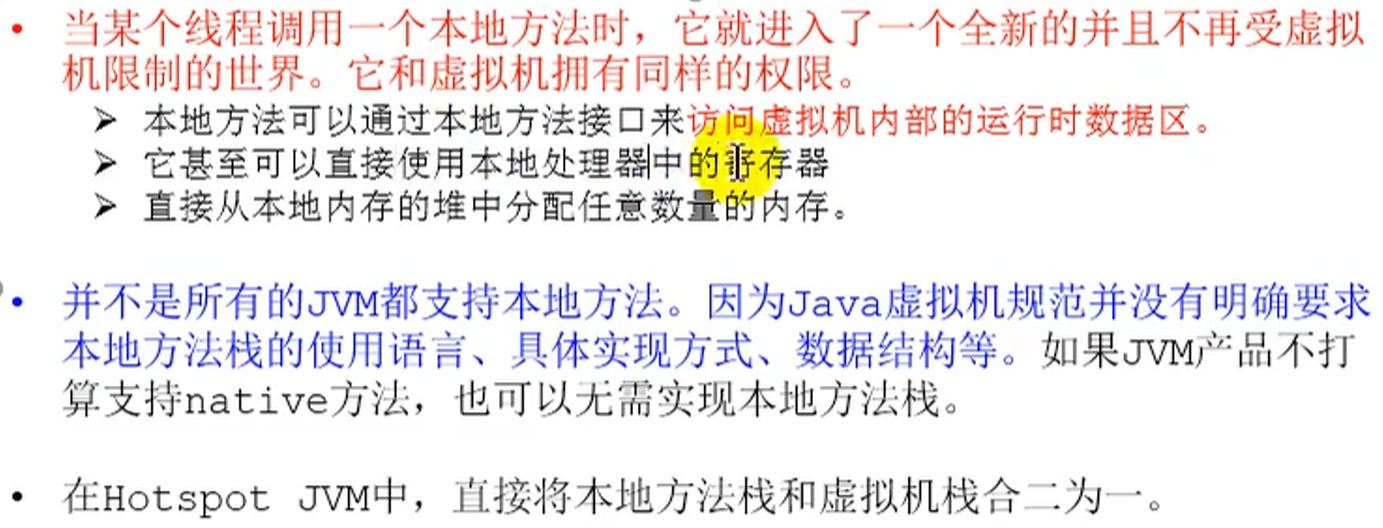 • 当某个线程调用一个本地方法时，它就进入了一个全新的并且不再受虚拟
机限制的世界。它和虚拟机拥有同样的权限。
➢ 本地方法可以通过本地方法接口来访问虚拟机内部的运行时数据区。
➢ 它甚至可以直接使用本地处理器中的寄存器
➢ 直接从本地内存的堆中分配任意数量的内存。
• 并不是所有的JVM都支持本地方法。因为Java虚拟机规范并没有明确要求
本地方法栈的使用语言、具体实现方式、数据结构等。如果JVM产品不打
算支持native方法，也可以无需实现本地方法栈。
• 在Hotspot JVM中，直接将本地方法栈和虚拟机栈合二为一。